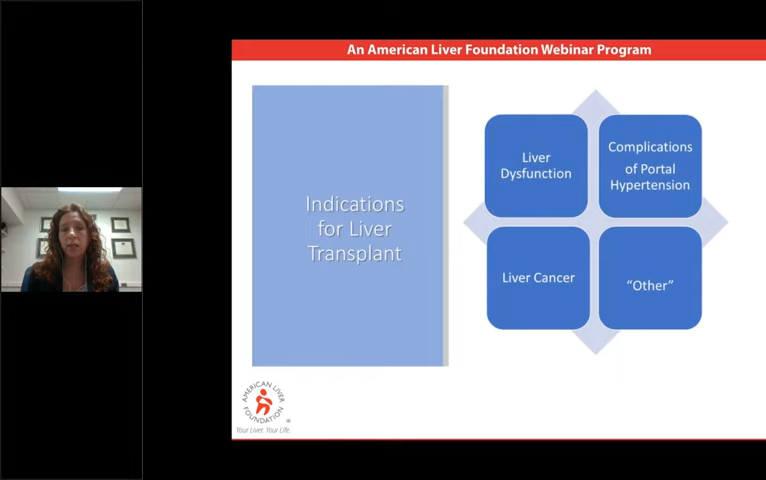 An American Liver Foundation Webinar Program
Indications
for Liver
Transplant
Liver
Dysfunction
Complications
of Portal
Hypertension
Liver Cancer
“Other”
AMERICAN LIVER
FOUNDATION
Your Liver. Your Life.